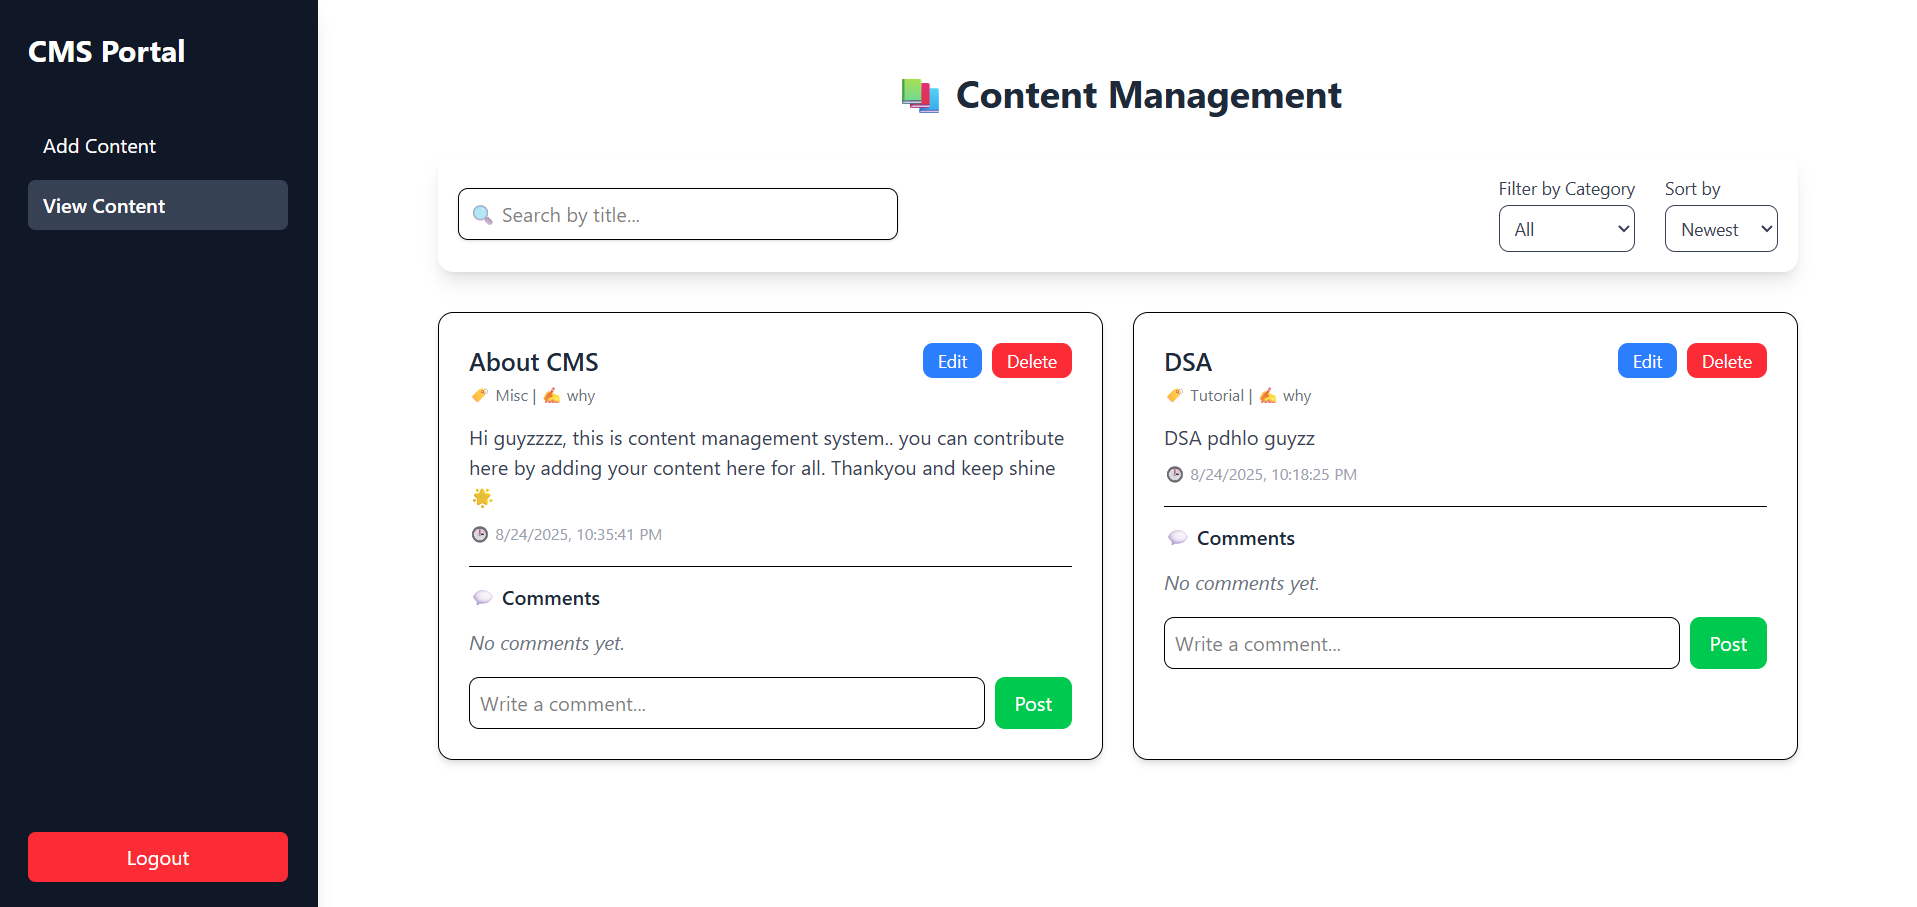 CMS Portal
Add Content
View Content
Logout
📚 Content Management
🔍 Search by title...
Filter by Category
All
Sort by
Newest
About CMS
Edit
Delete
🏷️ Misc | ✍️ why
Hi guyzzzz, this is content management system.. you can contribute
here by adding your content here for all. Thankyou and keep shine
🌟
🕒 8/24/2025, 10:35:41 PM
💬 Comments
No comments yet.
Write a comment...
Post
DSA
Edit
Delete
🏷️ Tutorial | ✍️ why
DSA pdhlo guyzz
🕒 8/24/2025, 10:18:25 PM
💬 Comments
No comments yet.
Write a comment...
Post